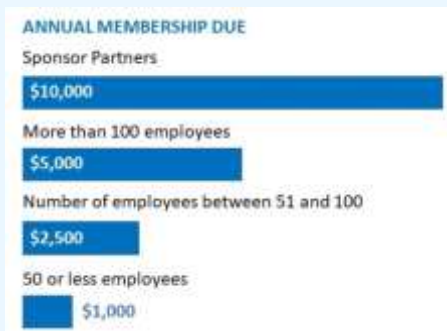 ANNUAL MEMBERSHIP DUE
Sponsor Partners
$10,000
More than 100 employees
$5,000
Number of employees between 51 and 100
$2,500
50 or less employees
$1,000